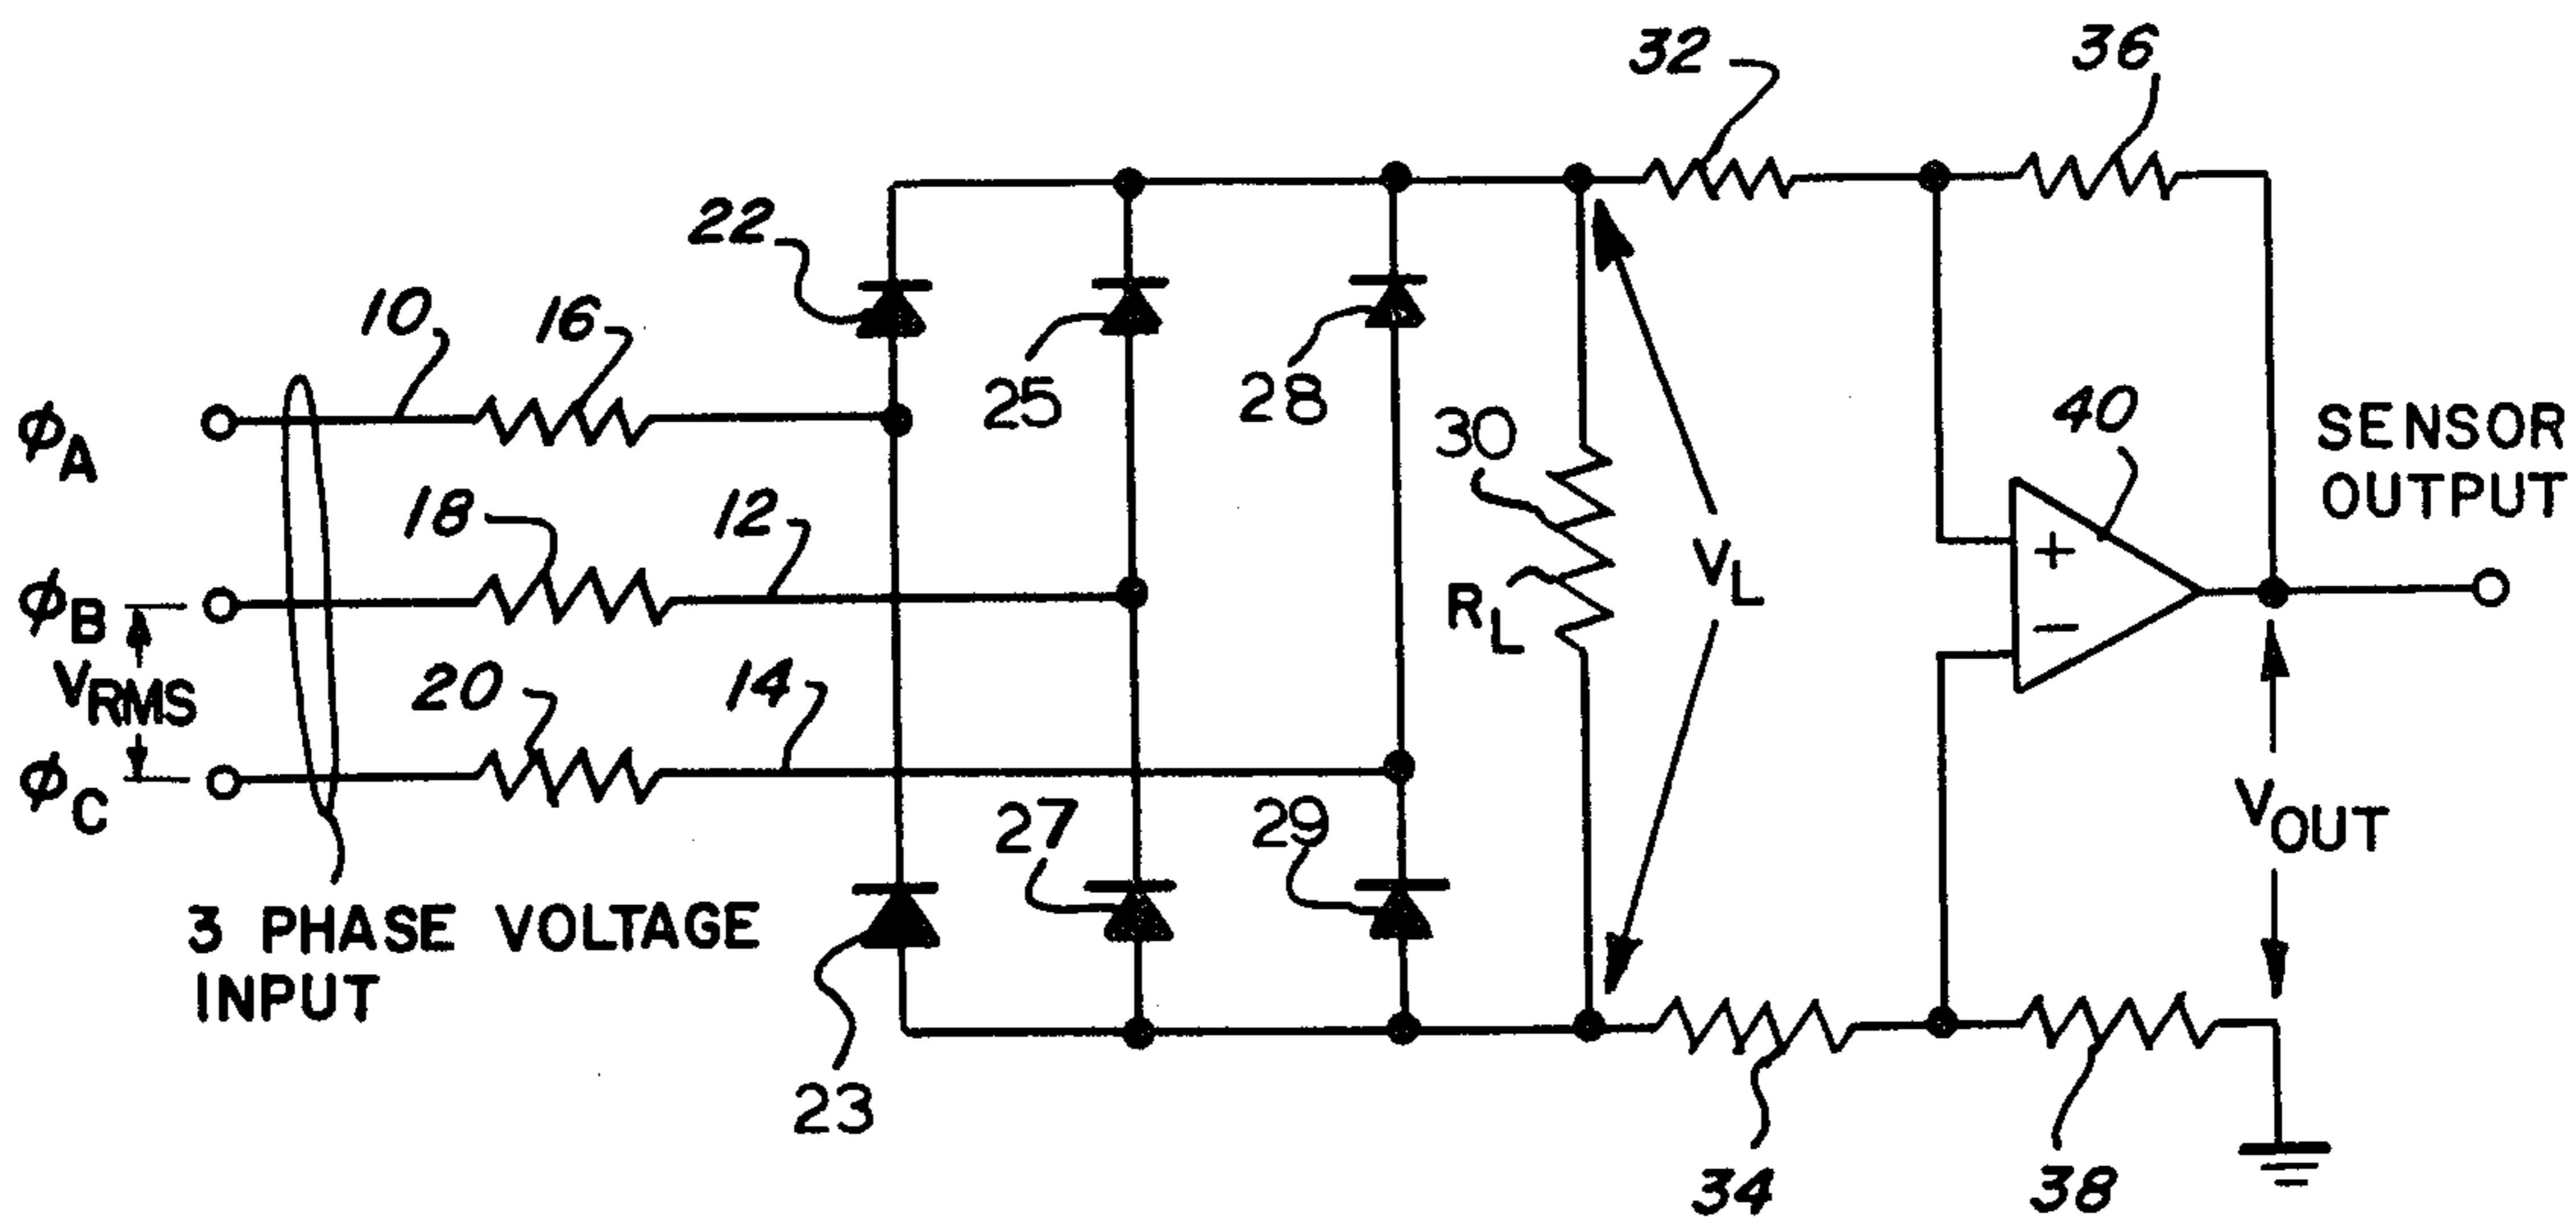 32
36
22
10
16
25
28
30
40
SENSOR
OUTPUT
ϕA
18
12
VL
RL
+
−
ϕB
VRMS
20
14
ϕC
27
29
VOUT
3 PHASE VOLTAGE
INPUT
23
34
38